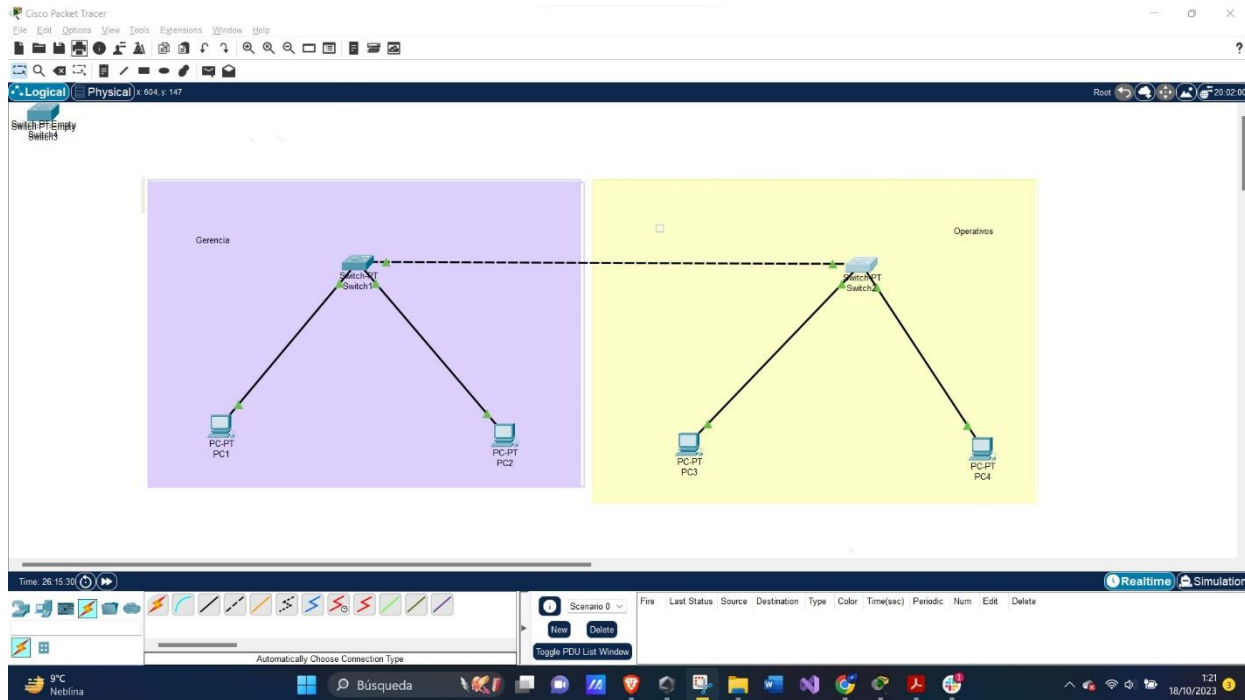 Cisco Packet Tracer
File Edit Options View Tools Extensions Window Help
?
Logical Physical x: 604, y: 147 Root 20:02:00
Switch-PT-Empty
Gerencia
Operativos
Switch-PT
Switch1
Switch-PT
Switch2
PC-PT
PC1
PC-PT
PC2
PC-PT
PC3
PC-PT
PC4
Time: 26:15:30 Realtime Simulation
Scenario 0
New Delete
Toggle PDU List Window
Fire Last Status Source Destination Type Color Time(sec) Periodic Num Edit Delete
Automatically Choose Connection Type
9°C
Neblina
Búsqueda
1:21
18/10/2023
3